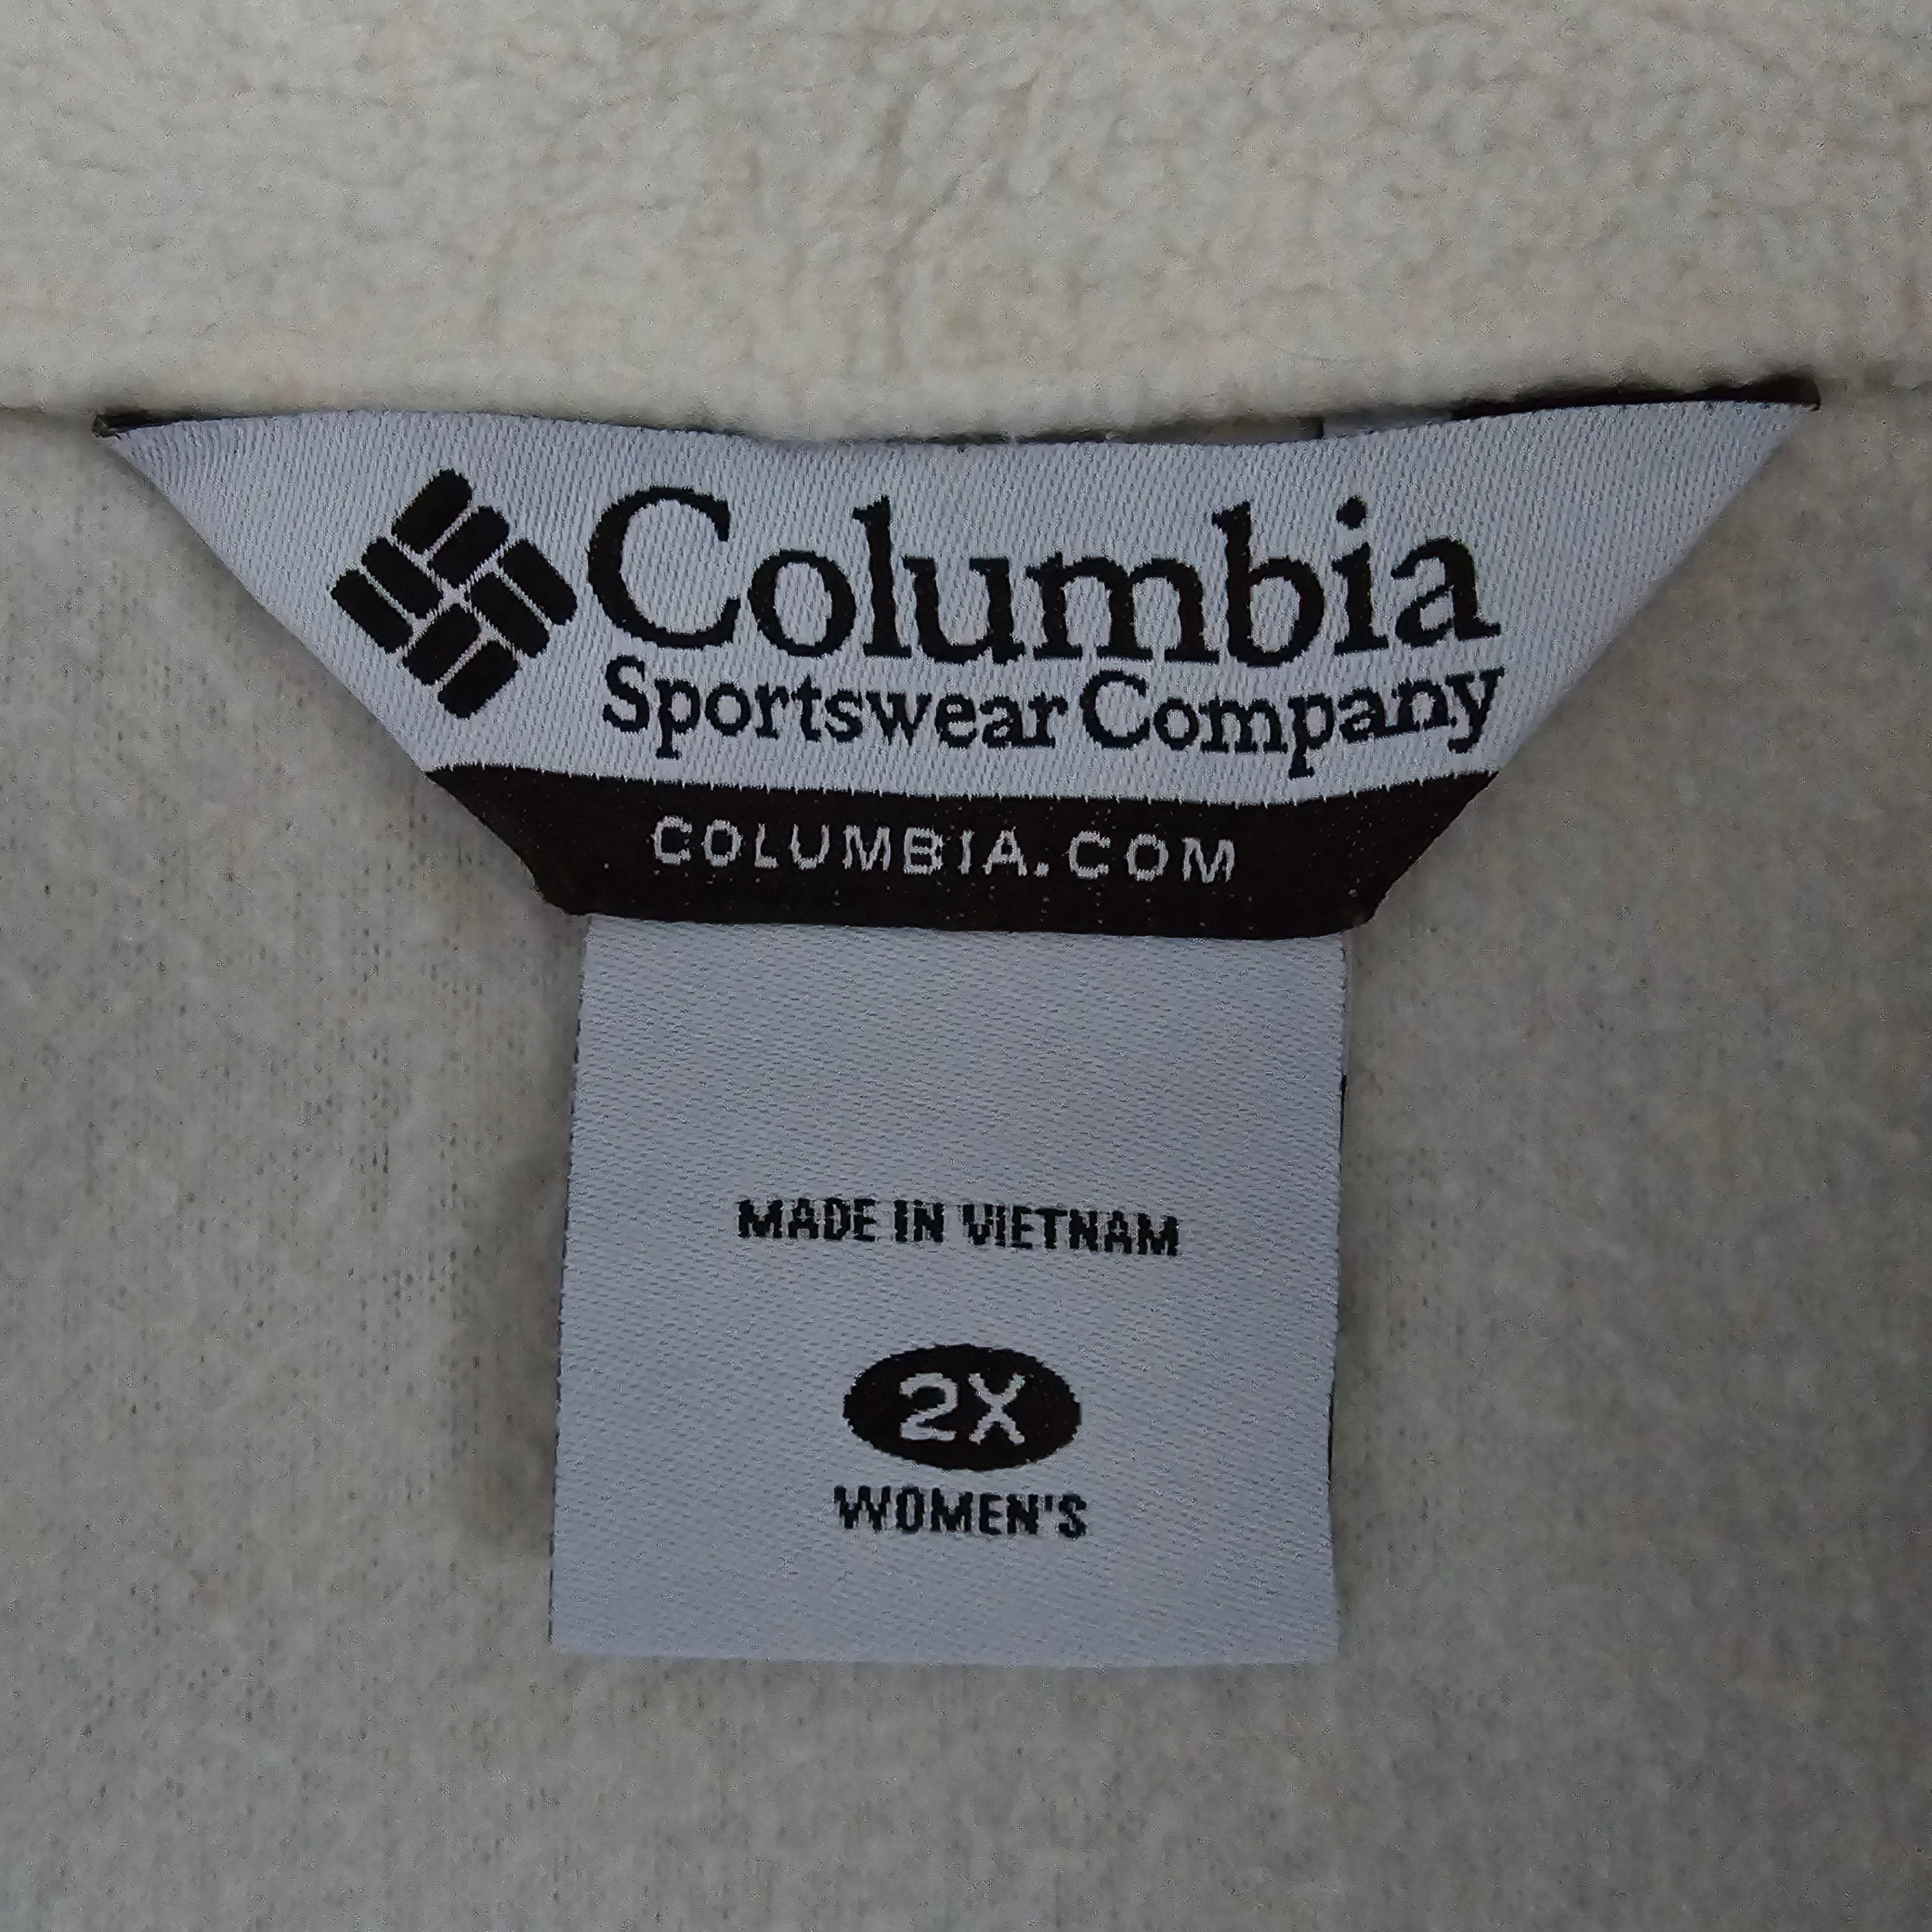 Columbia
Sportswear Company
COLUMBIA.COM
MADE IN VIETNAM
2X
WOMEN'S